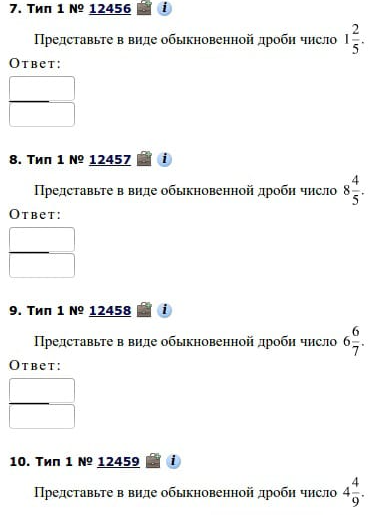 7. Тип 1 № 12456 i
Представьте в виде обыкновенной дроби число 1 2/5.
Ответ:
8. Тип 1 № 12457 i
Представьте в виде обыкновенной дроби число 8 4/5.
Ответ:
9. Тип 1 № 12458 i
Представьте в виде обыкновенной дроби число 6 6/7.
Ответ:
10. Тип 1 № 12459 i
Представьте в виде обыкновенной дроби число 4 4/9.